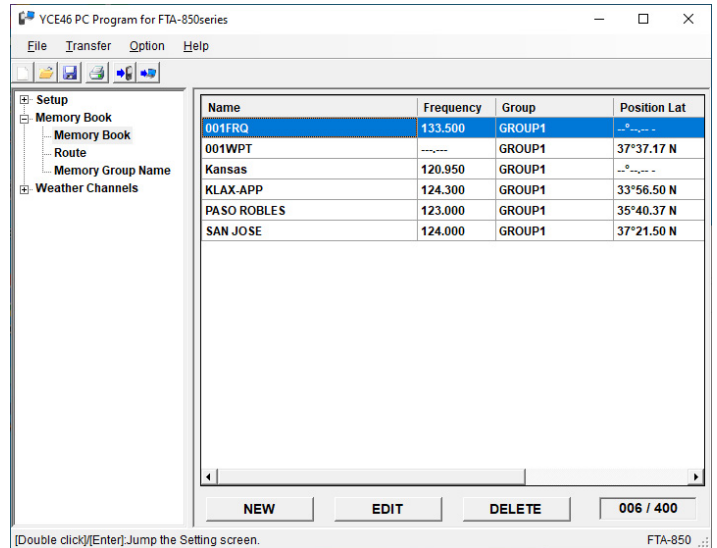 YCE46 PC Program for FTA-850series
File Transfer Option Help
Setup
Memory Book
Memory Book
Route
Memory Group Name
Weather Channels
Name Frequency Group Position Lat
001FRQ 133.500 GROUP1 --°--.-- -
001WPT ---.--- GROUP1 37°37.17 N
Kansas 120.950 GROUP1 --°--.-- -
KLAX-APP 124.300 GROUP1 33°56.50 N
PASO ROBLES 123.000 GROUP1 35°40.37 N
SAN JOSE 124.000 GROUP1 37°21.50 N
NEW EDIT DELETE 006 / 400
[Double click]/[Enter]:Jump the Setting screen. FTA-850